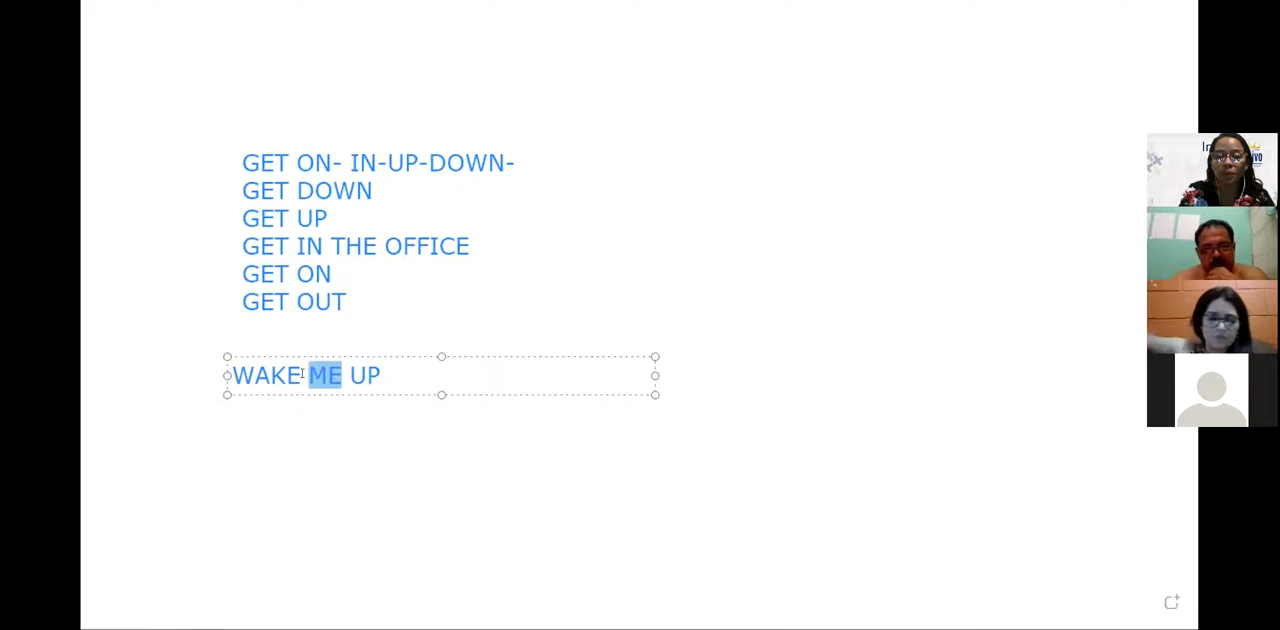 GET ON- IN-UP-DOWN-
GET DOWN
GET UP
GET IN THE OFFICE
GET ON
GET OUT
WAKE ME UP